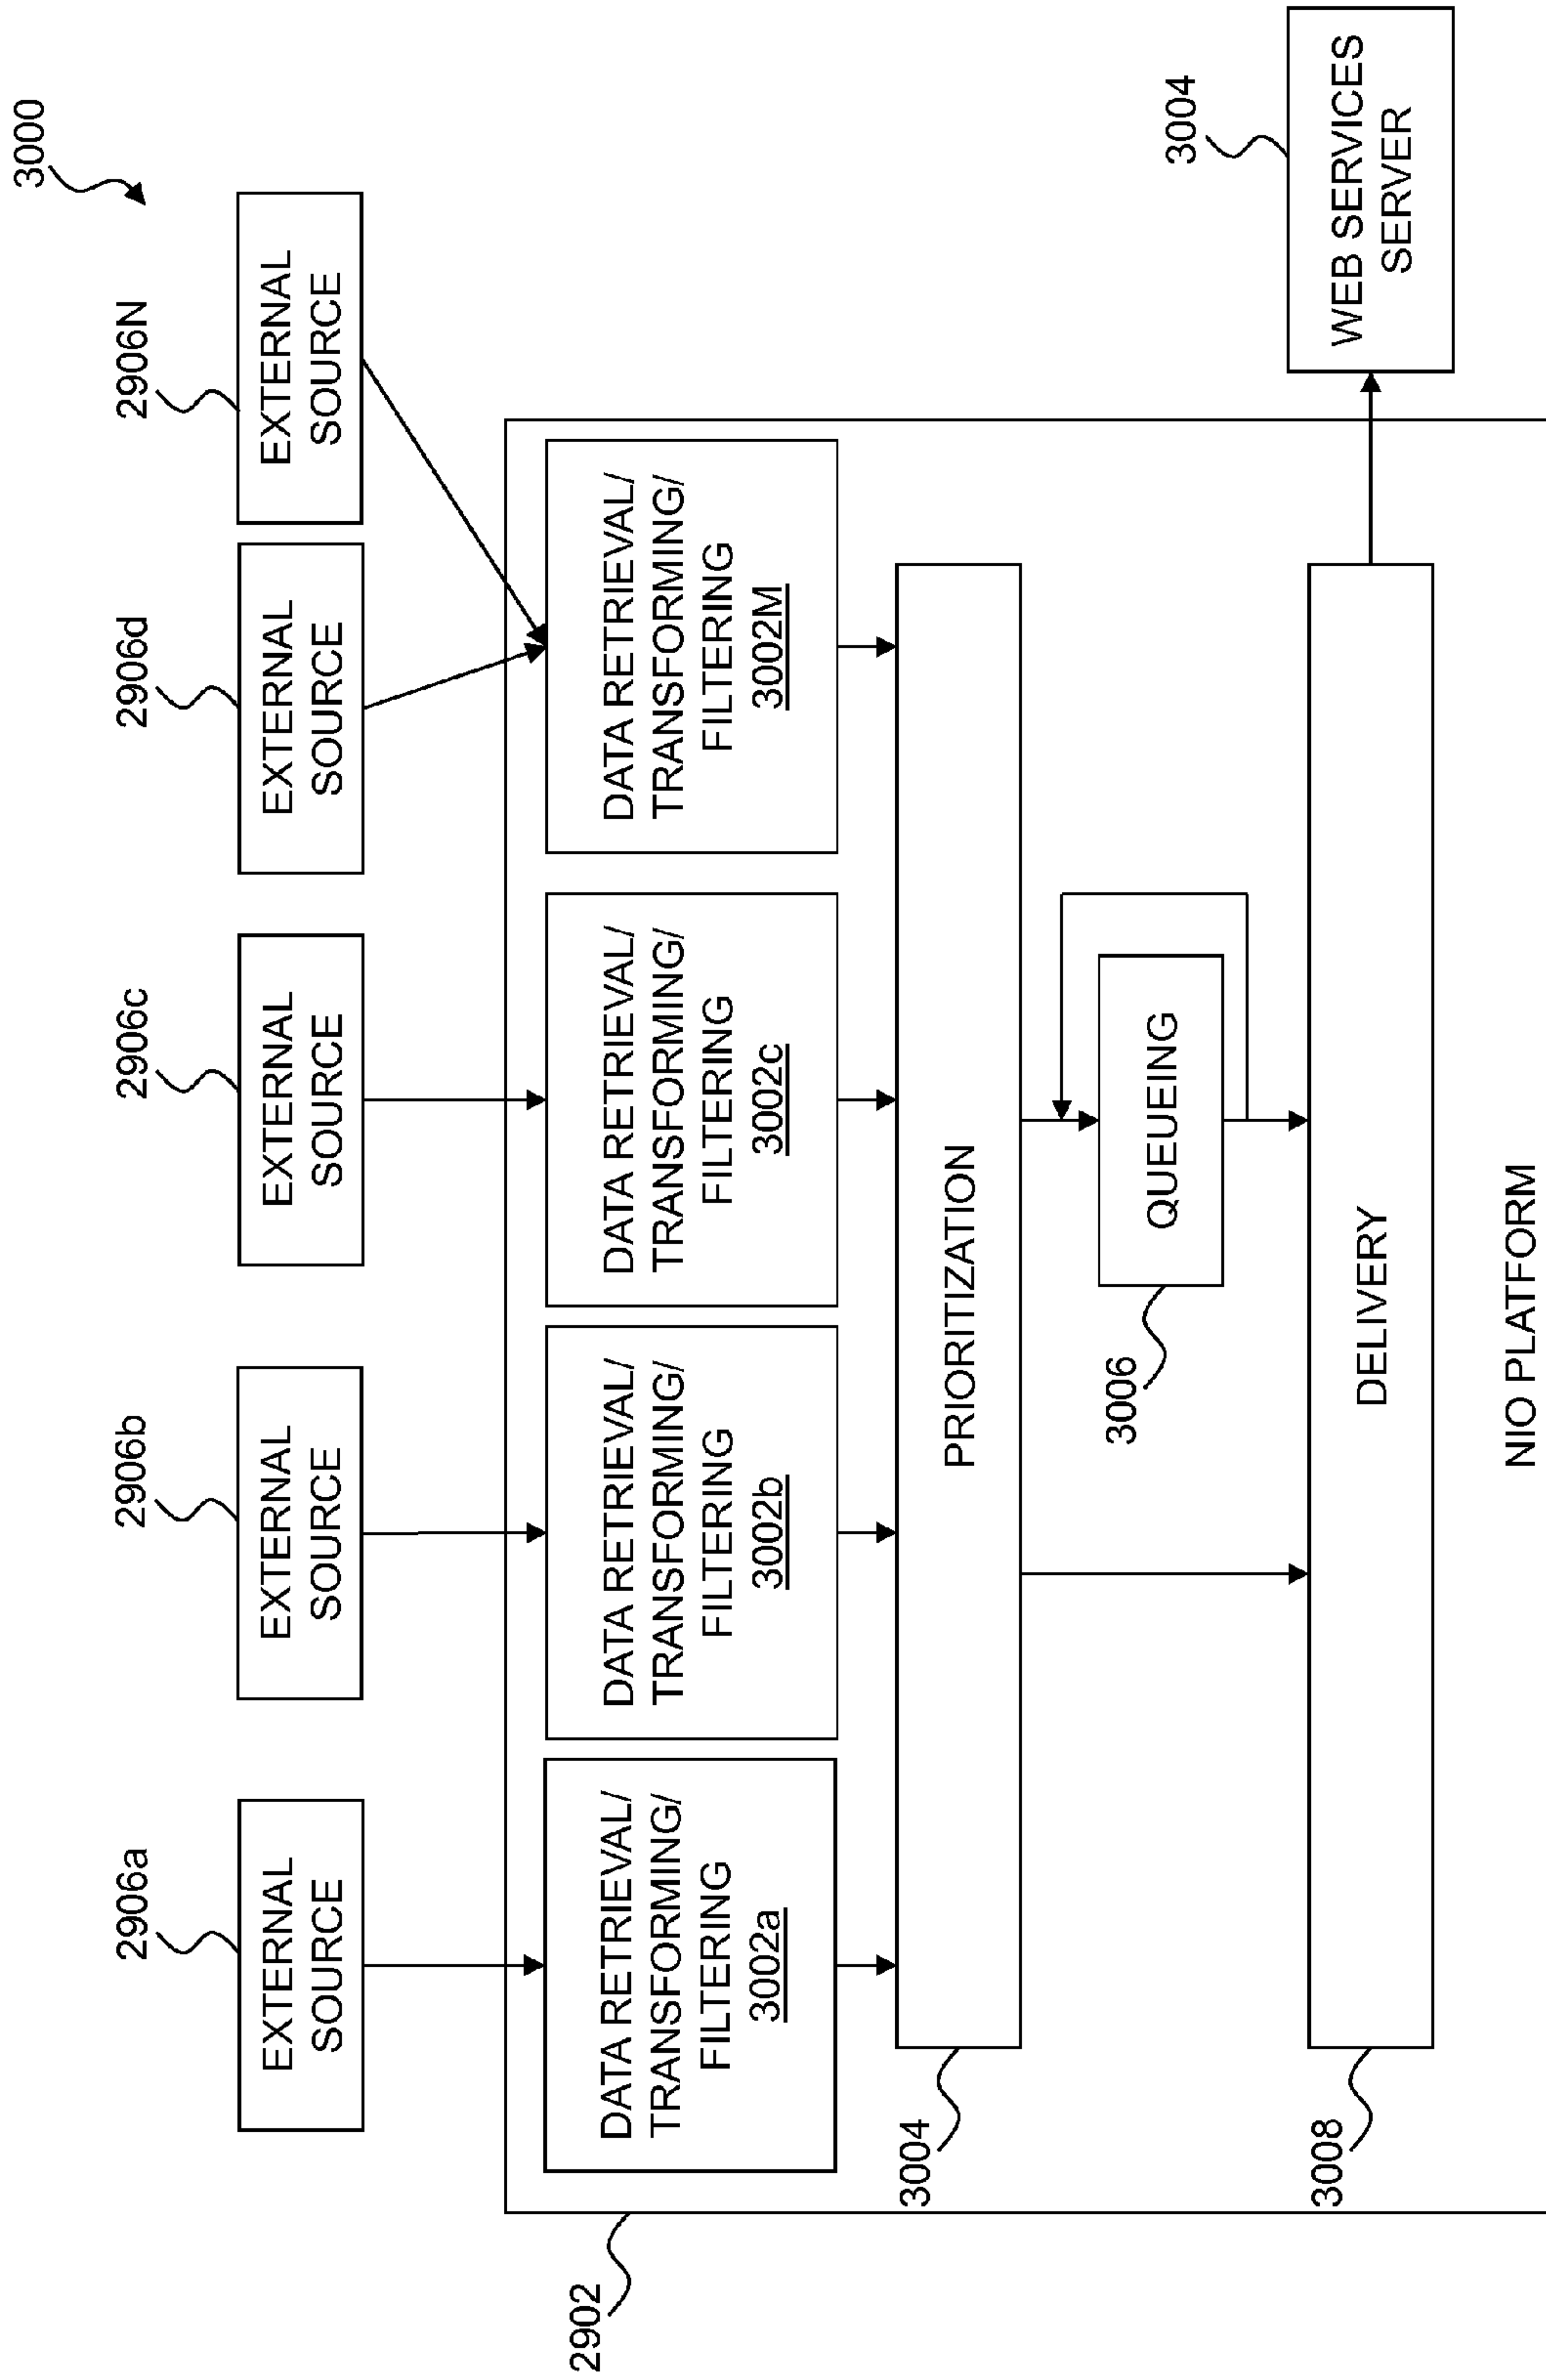 3000
2906a
2906b
2906c
2906d
2906N
EXTERNAL
SOURCE
EXTERNAL
SOURCE
EXTERNAL
SOURCE
EXTERNAL
SOURCE
EXTERNAL
SOURCE
2902
DATA RETRIEVAL/
TRANSFORMING/
FILTERING
3002a
DATA RETRIEVAL/
TRANSFORMING/
FILTERING
3002b
DATA RETRIEVAL/
TRANSFORMING/
FILTERING
3002c
DATA RETRIEVAL/
TRANSFORMING/
FILTERING
3002M
3004
PRIORITIZATION
3006
QUEUEING
3004
3008
DELIVERY
WEB SERVICES
SERVER
NIO PLATFORM